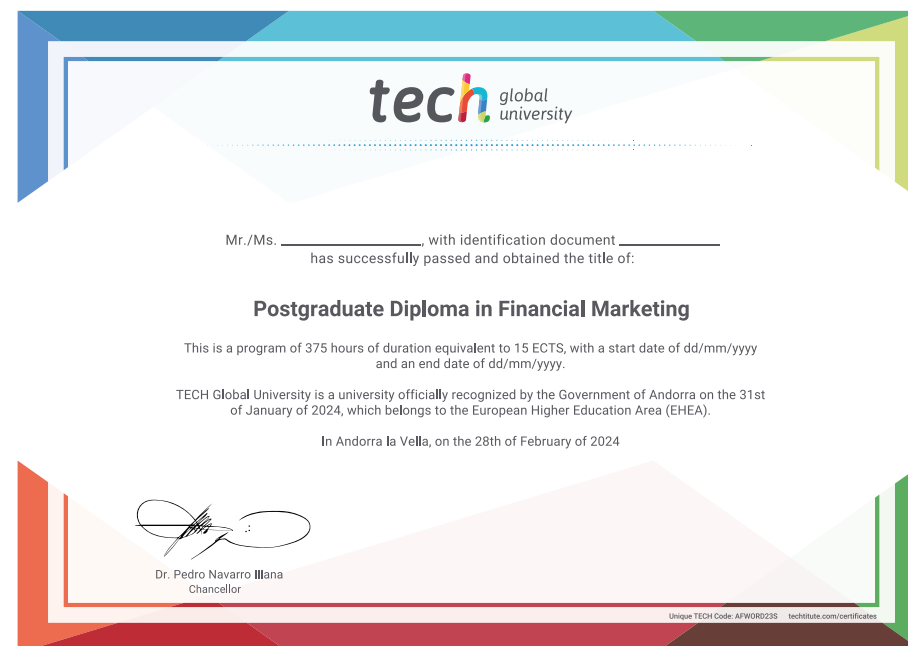 tech global university
Mr./Ms. ____________________, with identification document ______________
has successfully passed and obtained the title of:
Postgraduate Diploma in Financial Marketing
This is a program of 375 hours of duration equivalent to 15 ECTS, with a start date of dd/mm/yyyy
and an end date of dd/mm/yyyy.
TECH Global University is a university officially recognized by the Government of Andorra on the 31st
of January of 2024, which belongs to the European Higher Education Area (EHEA).
In Andorra la Vella, on the 28th of February of 2024
Dr. Pedro Navarro Illana
Chancellor
Unique TECH Code: AFWORD23S techtitute.com/certificates